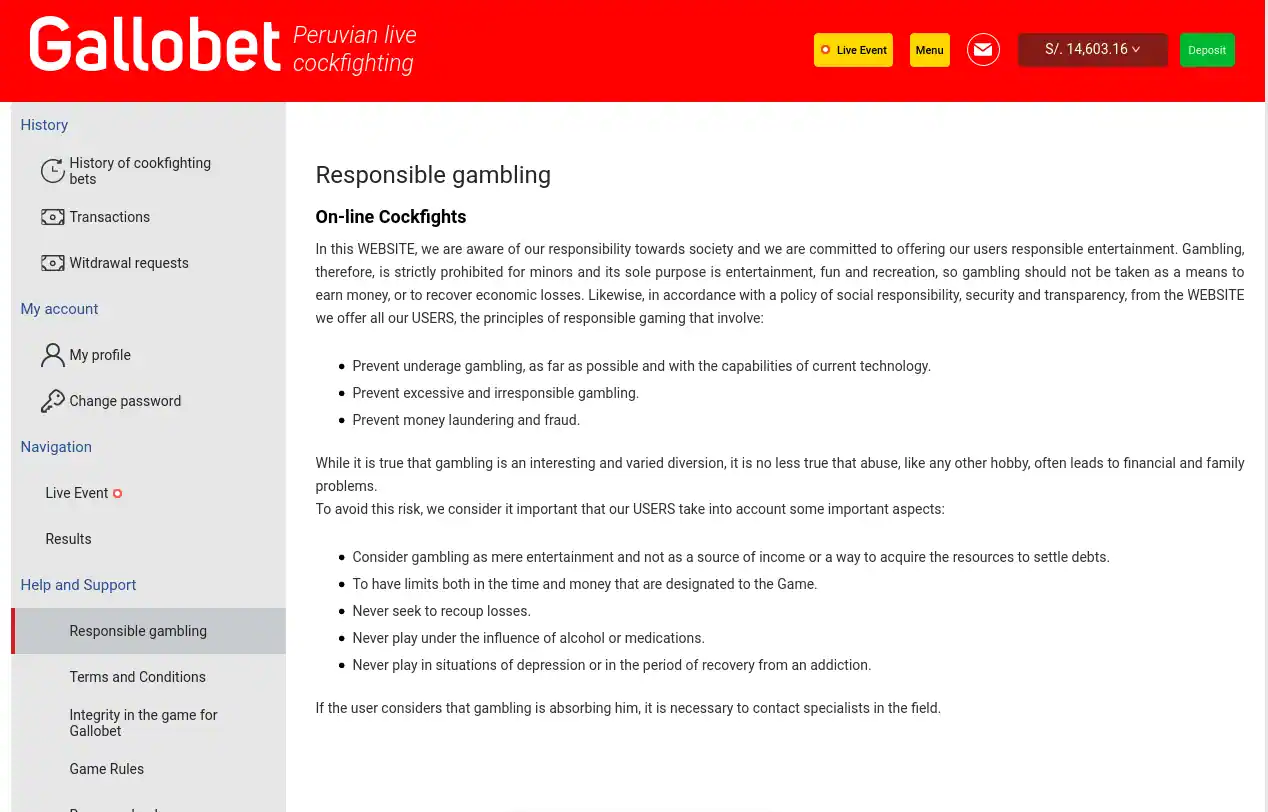 Gallobet
Peruvian live
cockfighting
Live Event
Menu
S/. 14,603.16
Deposit
History
History of cookfighting
bets
Transactions
Witdrawal requests
My account
My profile
Change password
Navigation
Live Event
Results
Help and Support
Responsible gambling
Terms and Conditions
Integrity in the game for
Gallobet
Game Rules
Responsible gambling
On-line Cockfights
In this WEBSITE, we are aware of our responsibility towards society and we are committed to offering our users responsible entertainment. Gambling,
therefore, is strictly prohibited for minors and its sole purpose is entertainment, fun and recreation, so gambling should not be taken as a means to
earn money, or to recover economic losses. Likewise, in accordance with a policy of social responsibility, security and transparency, from the WEBSITE
we offer all our USERS, the principles of responsible gaming that involve:
Prevent underage gambling, as far as possible and with the capabilities of current technology.
Prevent excessive and irresponsible gambling.
Prevent money laundering and fraud.
While it is true that gambling is an interesting and varied diversion, it is no less true that abuse, like any other hobby, often leads to financial and family
problems.
To avoid this risk, we consider it important that our USERS take into account some important aspects:
Consider gambling as mere entertainment and not as a source of income or a way to acquire the resources to settle debts.
To have limits both in the time and money that are designated to the Game.
Never seek to recoup losses.
Never play under the influence of alcohol or medications.
Never play in situations of depression or in the period of recovery from an addiction.
If the user considers that gambling is absorbing him, it is necessary to contact specialists in the field.